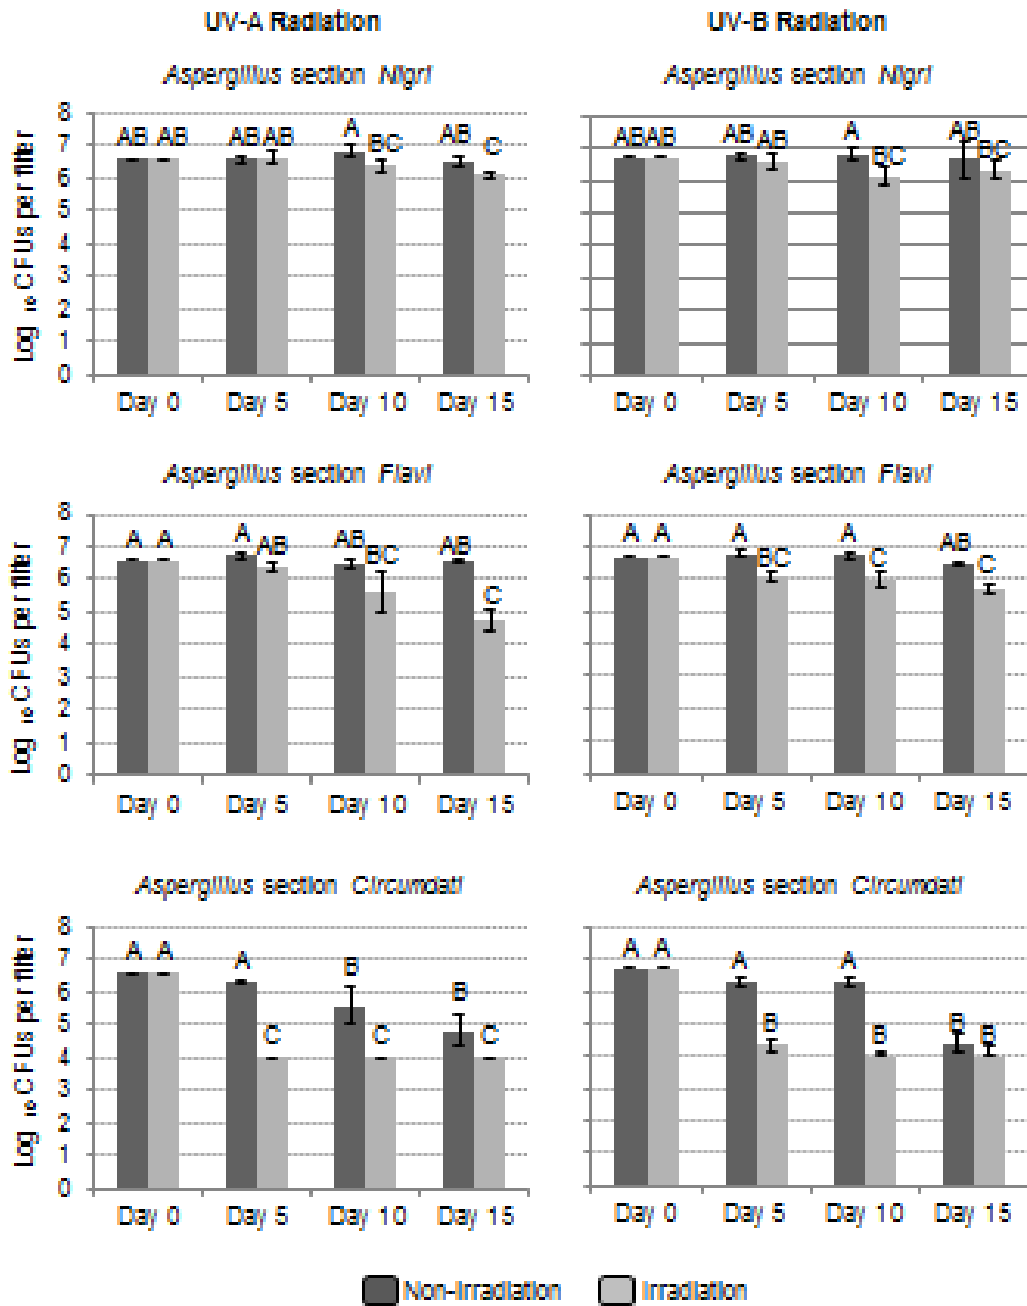 UV-A Radiation UV-B Radiation
Aspergillus section Nigri Aspergillus section Nigri
Log 10 CFUs per filter
8
7
6
5
4
3
2
1
0
AB AB AB AB A BC AB C
ABAB AB AB A BC AB BC
Day 0 Day 5 Day 10 Day 15 Day 0 Day 5 Day 10 Day 15
Aspergillus section Flavi Aspergillus section Flavi
Log 10 CFUs per filter
8
7
6
5
4
3
2
1
0
A A A AB AB BC AB C
A A A BC A C AB C
Day 0 Day 5 Day 10 Day 15 Day 0 Day 5 Day 10 Day 15
Aspergillus section Circumdati Aspergillus section Circumdati
Log 10 CFUs per filter
8
7
6
5
4
3
2
1
0
A A A C B C B C
A A A B A B B B
Day 0 Day 5 Day 10 Day 15 Day 0 Day 5 Day 10 Day 15
Non-Irradiation Irradiation